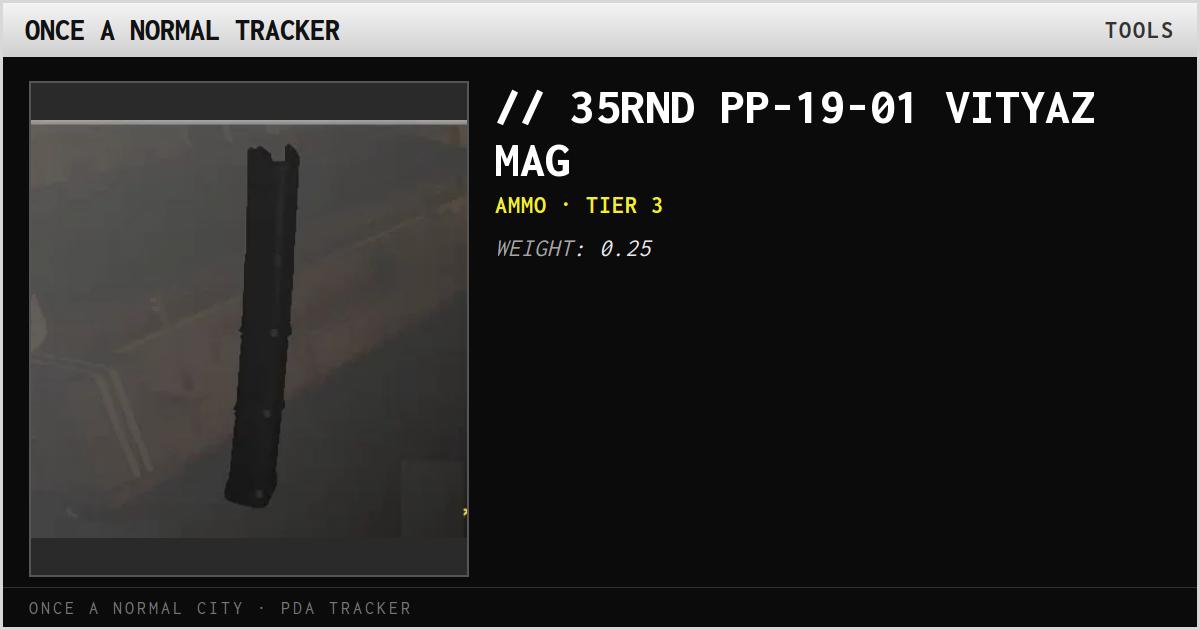 ONCE A NORMAL TRACKER
TOOLS
// 35RND PP-19-01 VITYAZ
MAG
AMMO · TIER 3
WEIGHT: 0.25
ONCE A NORMAL CITY · PDA TRACKER